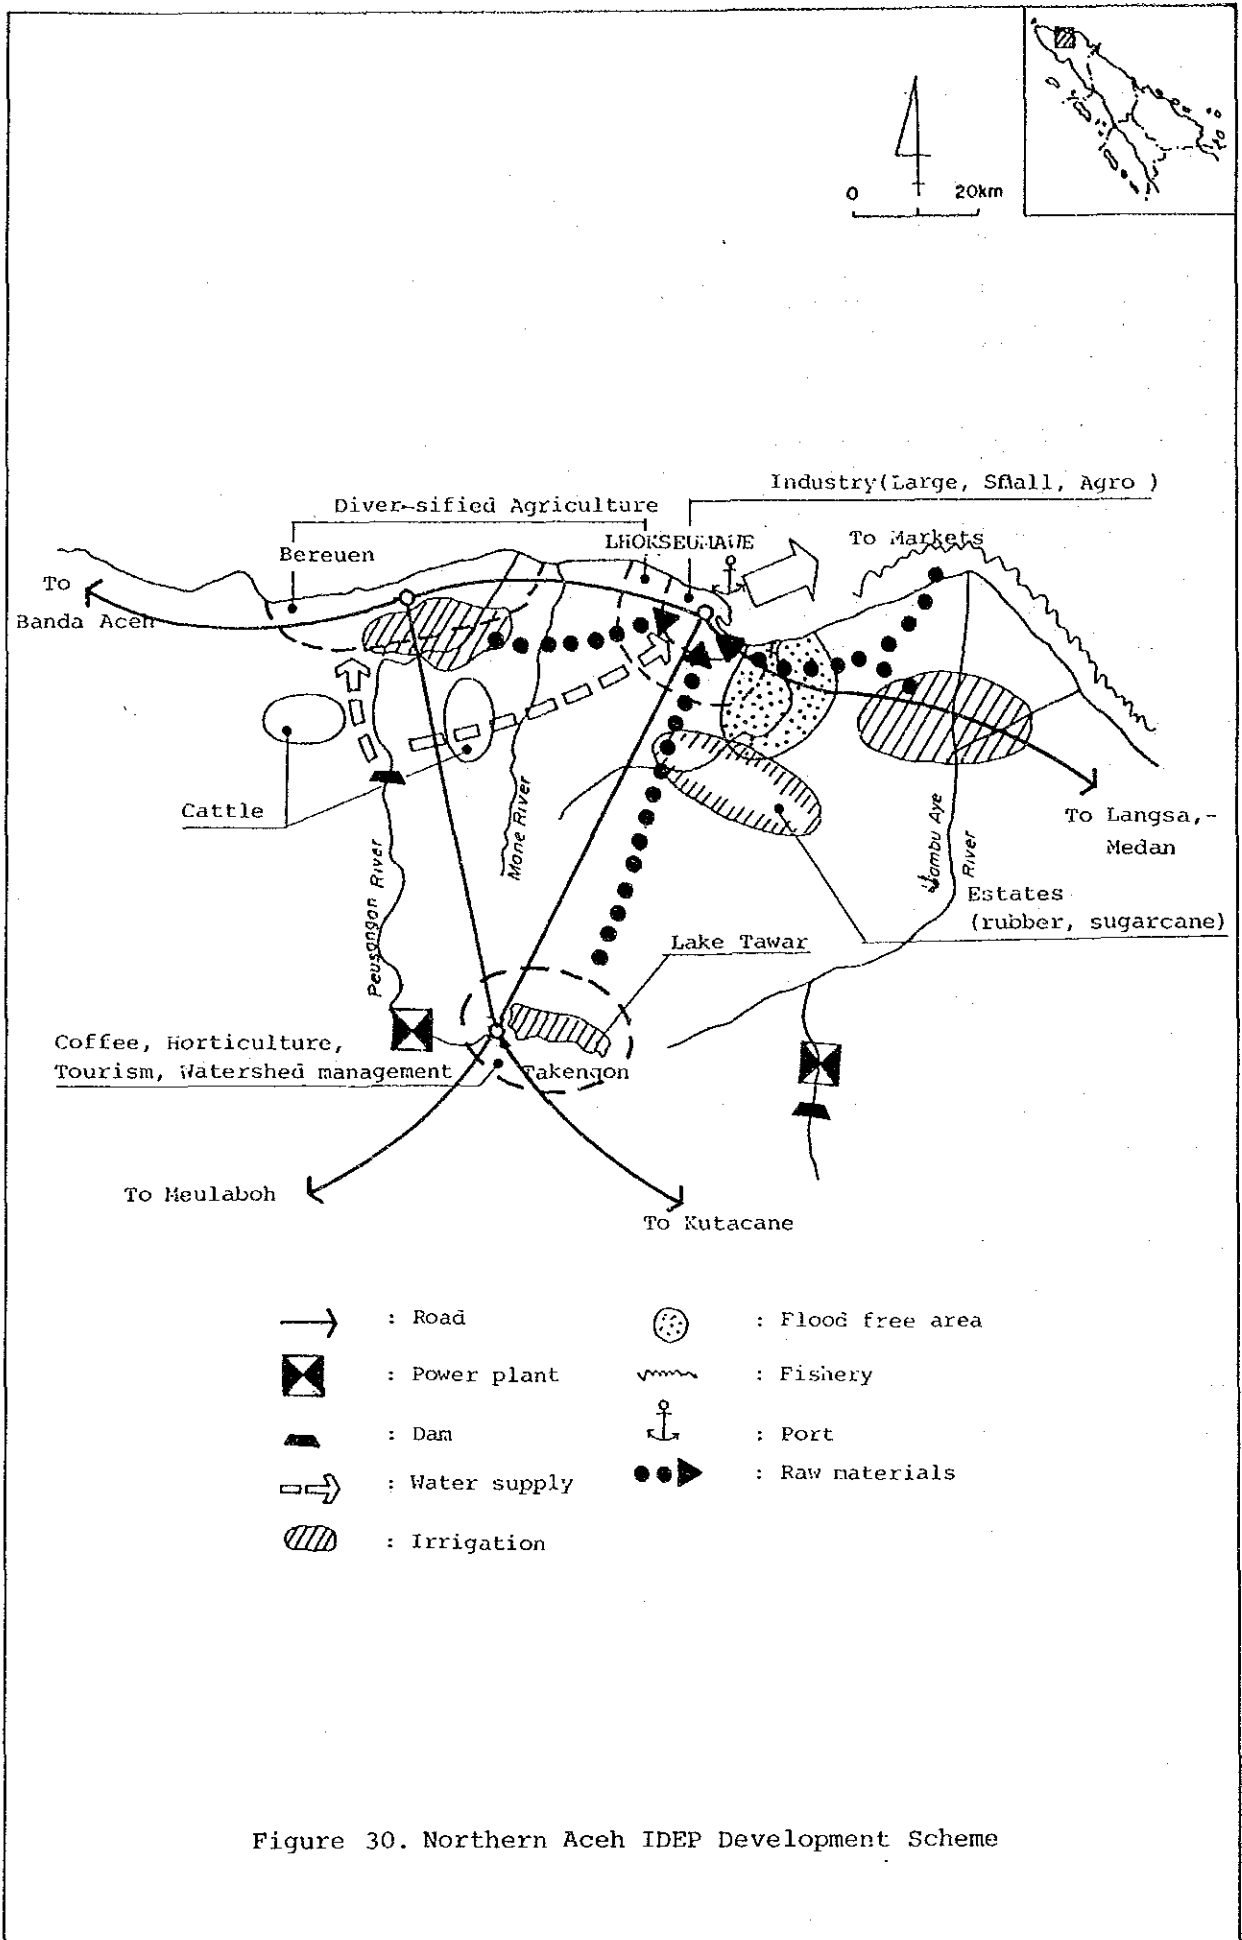 0 20km
Industry(Large, Small, Agro )
Diver-sified Agriculture
LHOKSEUMAWE
To Markets
Bereuen
To
Banda Aceh
Cattle
Peusongan River
Mane River
Jambu Aye
River
To Langsa,-
Medan
Estates
(rubber, sugarcane)
Lake Tawar
Coffee, Horticulture,
Tourism, Watershed management
Takengon
To Meulaboh
To Kutacane
: Road
: Flood free area
: Power plant
: Fishery
: Dam
: Port
: Water supply
: Raw materials
: Irrigation
Figure 30. Northern Aceh IDEP Development Scheme